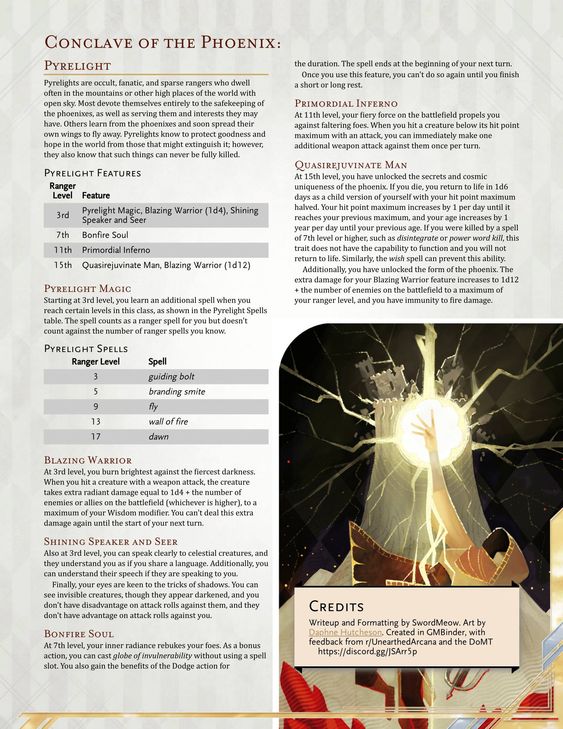 Conclave of the Phoenix:
Pyrelight
Pyrelights are occult, fanatic, and sparse rangers who dwell
often in the mountains or other high places of the world with
open sky. Most devote themselves entirely to the safekeeping of
the phoenixes, as well as serving them and interests they may
have. Others learn from the phoenixes and soon spread their
own wings to fly away. Pyrelights know to protect goodness and
hope in the world from those that might extinguish it; however,
they also know that such things can never be fully killed.
Pyrelight Features
Ranger
Level Feature
3rd Pyrelight Magic, Blazing Warrior (1d4), Shining
Speaker and Seer
7th Bonfire Soul
11th Primordial Inferno
15th Quasirejuvinate Man, Blazing Warrior (1d12)
Pyrelight Magic
Starting at 3rd level, you learn an additional spell when you
reach certain levels in this class, as shown in the Pyrelight Spells
table. The spell counts as a ranger spell for you but doesn't
count against the number of ranger spells you know.
Pyrelight Spells
Ranger Level Spell
3 guiding bolt
5 branding smite
9 fly
13 wall of fire
17 dawn
Blazing Warrior
At 3rd level, you burn brightest against the fiercest darkness.
When you hit a creature with a weapon attack, the creature
takes extra radiant damage equal to 1d4 + the number of
enemies or allies on the battlefield (whichever is higher), to a
maximum of your Wisdom modifier. You can't deal this extra
damage again until the start of your next turn.
Shining Speaker and Seer
Also at 3rd level, you can speak clearly to celestial creatures, and
they understand you as if you share a language. Additionally, you
can understand their speech if they are speaking to you.
Finally, your eyes are keen to the tricks of shadows. You can
see invisible creatures, though they appear darkened, and you
don't have disadvantage on attack rolls against them, and they
don't have advantage on attack rolls against you.
Bonfire Soul
At 7th level, your inner radiance rebukes your foes. As a bonus
action, you can cast globe of invulnerability without using a spell
slot. You also gain the benefits of the Dodge action for
the duration. The spell ends at the beginning of your next turn.
Once you use this feature, you can't do so again until you finish
a short or long rest.
Primordial Inferno
At 11th level, your fiery force on the battlefield propels you
against faltering foes. When you hit a creature below its hit point
maximum with an attack, you can immediately make one
additional weapon attack against them once per turn.
Quasirejuvinate Man
At 15th level, you have unlocked the secrets and cosmic
uniqueness of the phoenix. If you die, you return to life in 1d6
days as a child version of yourself with your hit point maximum
halved. Your hit point maximum increases by 1 per day until it
reaches your previous maximum, and your age increases by 1
year per day until your previous age. If you were killed by a spell
of 7th level or higher, such as disintegrate or power word kill, this
trait does not have the capability to function and you will not
return to life. Similarly, the wish spell can prevent this ability.
Additionally, you have unlocked the form of the phoenix. The
extra damage for your Blazing Warrior feature increases to 1d12
+ the number of enemies on the battlefield to a maximum of
your ranger level, and you have immunity to fire damage.
Credits
Writeup and Formatting by SwordMeow. Art by
Daphne Hutcheson. Created in GMBinder, with
feedback from r/UnearthedArcana and the DoMT
https://discord.gg/JSArr5p